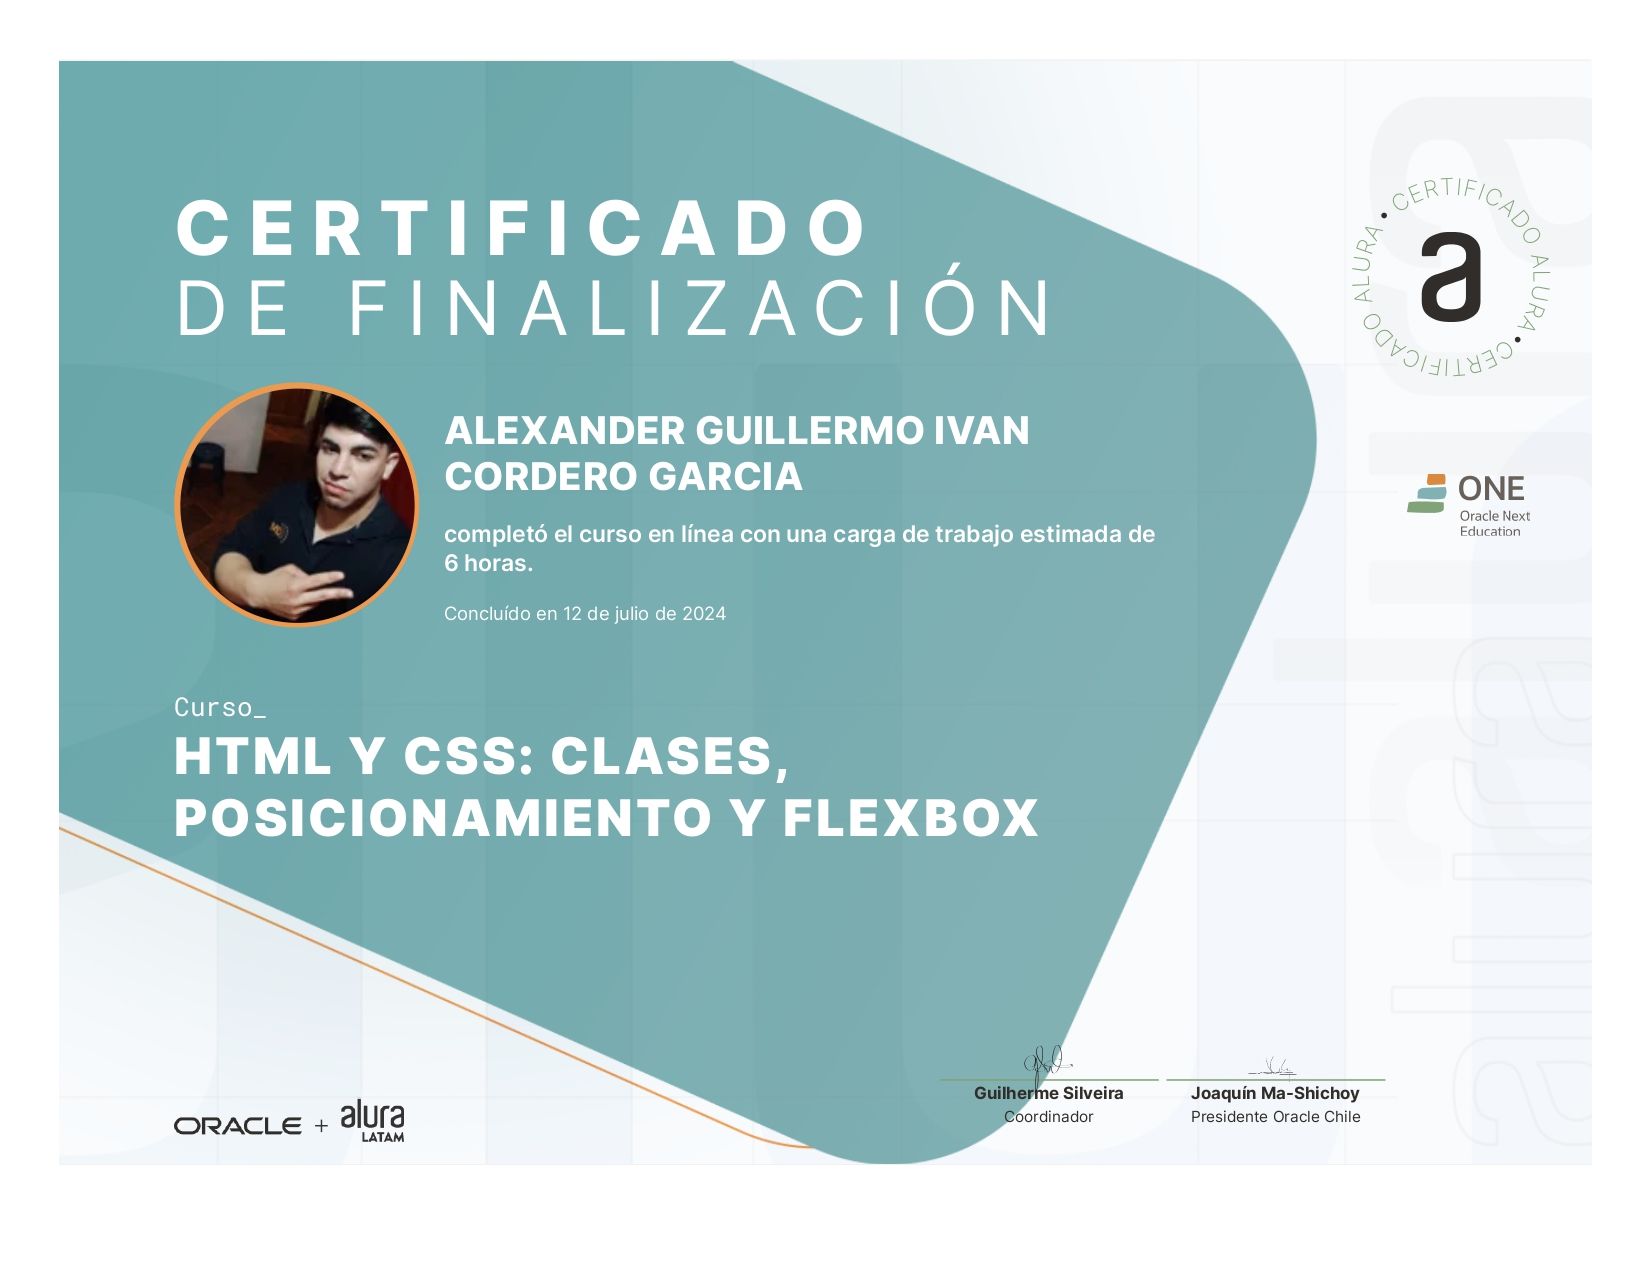 CERTIFICADO
DE FINALIZACIÓN
• CERTIFICADO ALURA • CERTIFICADO ALURA
a
ALEXANDER GUILLERMO IVAN
CORDERO GARCIA
completó el curso en línea con una carga de trabajo estimada de
6 horas.
Concluído en 12 de julio de 2024
ONE
Oracle Next
Education
Curso_
HTML Y CSS: CLASES,
POSICIONAMIENTO Y FLEXBOX
alura
alura
ORACLE + alura
LATAM
Guilherme Silveira
Coordinador
Joaquín Ma-Shichoy
Presidente Oracle Chile